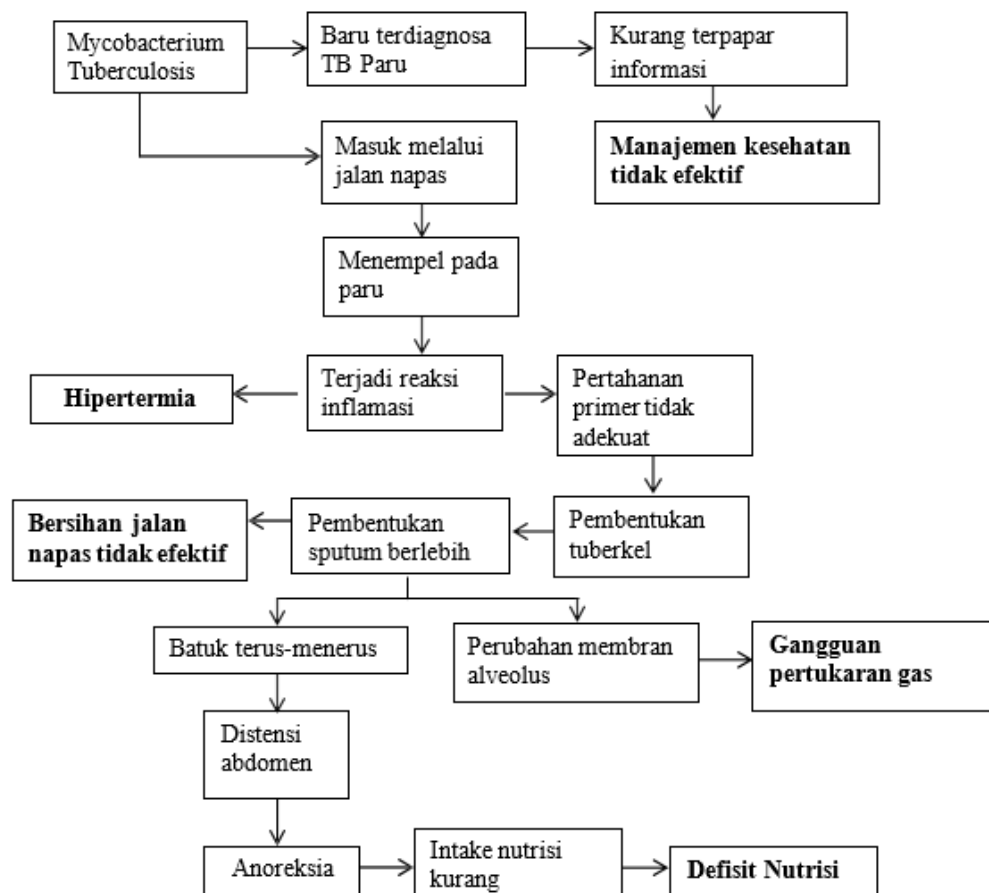 Mycobacterium
Tuberculosis
Baru terdiagnosa
TB Paru
Kurang terpapar
informasi
Masuk melalui
jalan napas
Manajemen kesehatan
tidak efektif
Menempel pada
paru
Hipertermia
Terjadi reaksi
inflamasi
Pertahanan
primer tidak
adekuat
Bersihan jalan
napas tidak efektif
Pembentukan
sputum berlebih
Pembentukan
tuberkel
Batuk terus-menerus
Perubahan membran
alveolus
Gangguan
pertukaran gas
Distensi
abdomen
Anoreksia
Intake nutrisi
kurang
Defisit Nutrisi